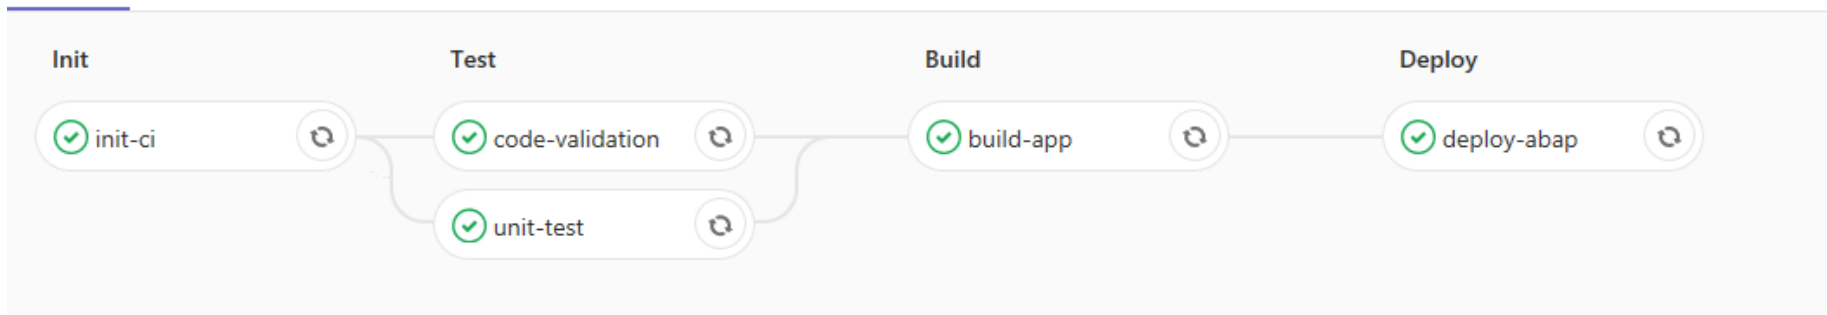 Init Test Build Deploy
init-ci code-validation build-app deploy-abap
unit-test